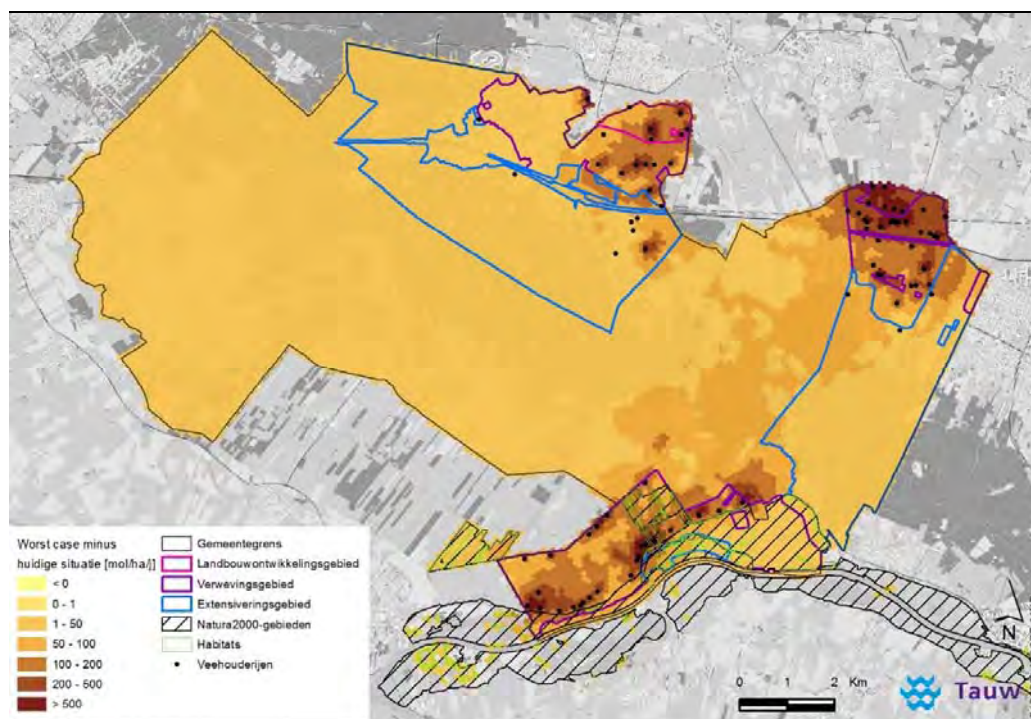 Worst case minus
huidige situatie [mol/ha/j]
< 0
0 - 1
1 - 50
50 - 100
100 - 200
200 - 500
> 500
Gemeentegrens
Landbouwontwikkelingsgebied
Verwevingsgebied
Extensiveringsgebied
Natura2000-gebieden
Habitats
Veehouderijen
0 1 2 Km
N
Tauw